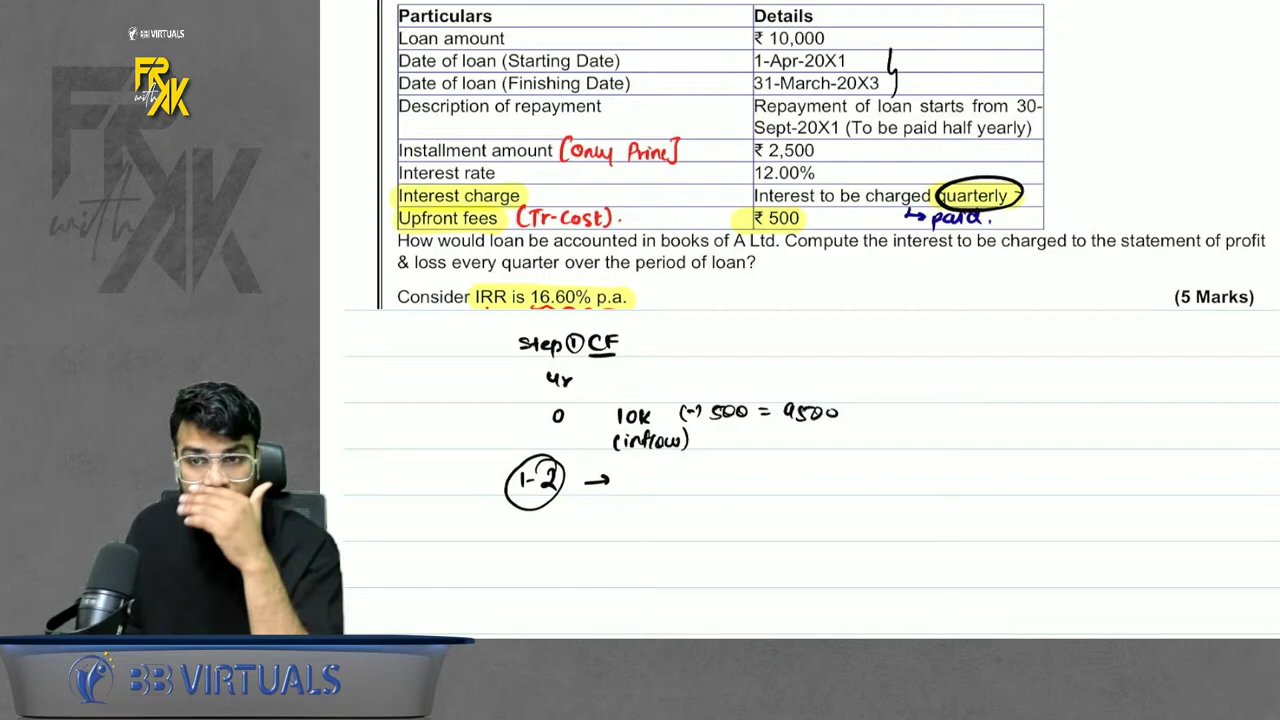 BB VIRTUALS
FR
with AK
Particulars Details
Loan amount ₹ 10,000
Date of loan (Starting Date) 1-Apr-20X1
Date of loan (Finishing Date) 31-March-20X3
Description of repayment Repayment of loan starts from 30-
Sept-20X1 (To be paid half yearly)
Installment amount [Only Princ] ₹ 2,500
Interest rate 12.00%
Interest charge Interest to be charged quarterly
Upfront fees (Tr-Cost). ₹ 500 ↳ paid.
How would loan be accounted in books of A Ltd. Compute the interest to be charged to the statement of profit
& loss every quarter over the period of loan?
Consider IRR is 16.60% p.a. (5 Marks)
Step ① CF
Yr
0 10k (-) 500 = 9500
(inflow)
1-2 →
BB VIRTUALS